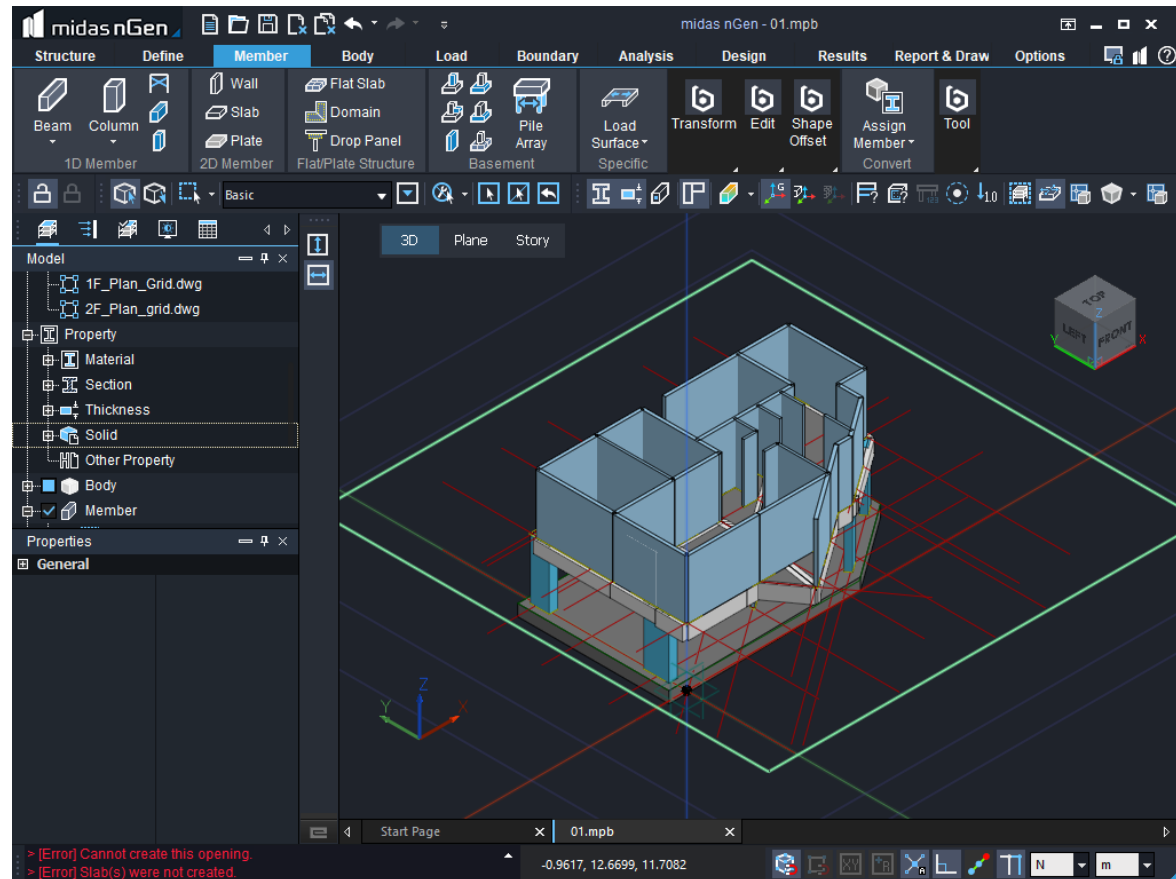 midas nGen
midas nGen - 01.mpb
Structure Define Member Body Load Boundary Analysis Design Results Report & Draw Options
Beam Column
Wall
Slab
Plate
Flat Slab
Domain
Drop Panel
Pile Array
Load Surface
Transform Edit Shape Offset
Assign Member
Tool
1D Member 2D Member Flat/Plate Structure Basement Specific Convert
Basic
G
1.0
3D Plane Story
Model
1F_Plan_Grid.dwg
2F_Plan_grid.dwg
Property
Material
Section
Thickness
Solid
Other Property
Body
Member
Properties
General
TOP
LEFT FRONT
Z
Y X
Z
Y X
Start Page
01.mpb
> [Error] Cannot create this opening.
> [Error] Slab(s) were not created.
-0.9617, 12.6699, 11.7082
N m